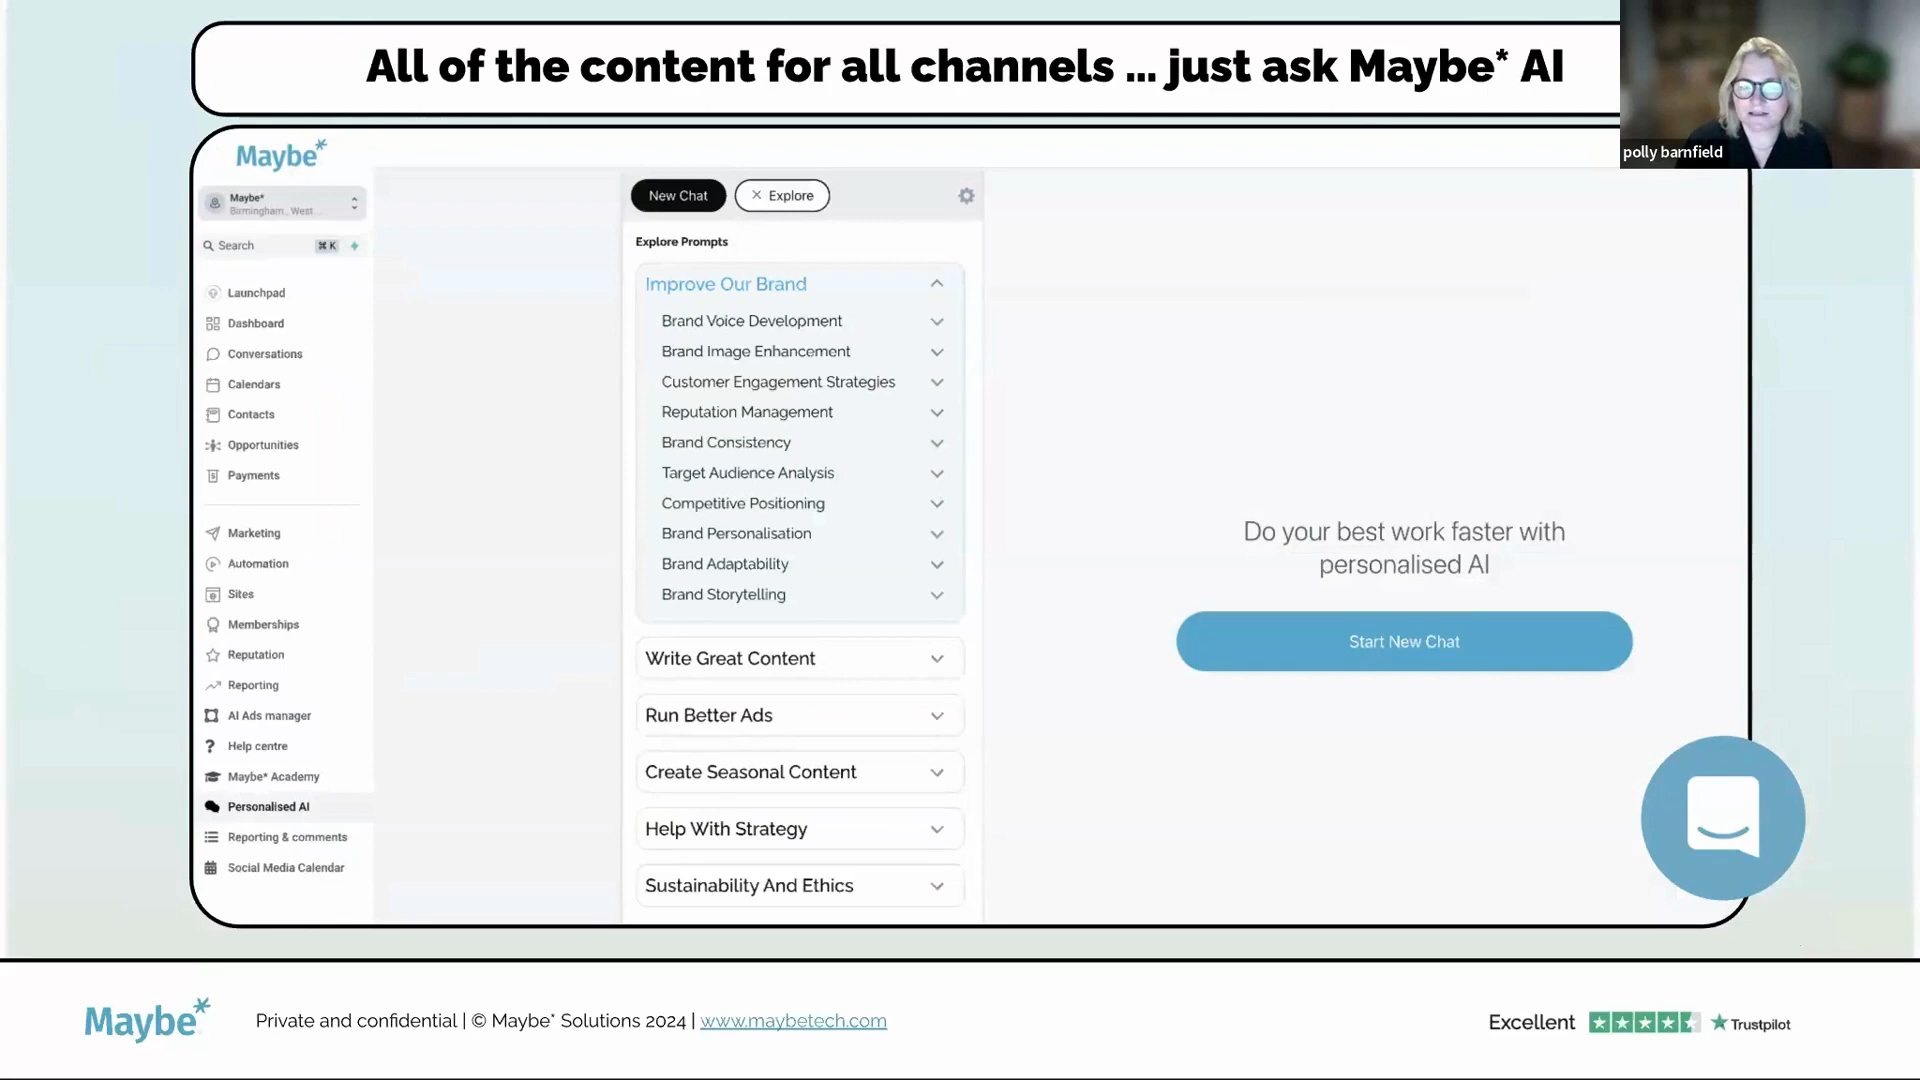 All of the content for all channels ... just ask Maybe* AI
polly barnfield
Maybe*
Maybe*
Birmingham , West ...
Search
⌘ K
Launchpad
Dashboard
Conversations
Calendars
Contacts
Opportunities
Payments
Marketing
Automation
Sites
Memberships
Reputation
Reporting
AI Ads manager
Help centre
Maybe* Academy
Personalised AI
Reporting & comments
Social Media Calendar
New Chat
Explore
Explore Prompts
Improve Our Brand
Brand Voice Development
Brand Image Enhancement
Customer Engagement Strategies
Reputation Management
Brand Consistency
Target Audience Analysis
Competitive Positioning
Brand Personalisation
Brand Adaptability
Brand Storytelling
Write Great Content
Run Better Ads
Create Seasonal Content
Help With Strategy
Sustainability And Ethics
Do your best work faster with
personalised AI
Start New Chat
Maybe*
Private and confidential | © Maybe* Solutions 2024 | www.maybetech.com
Excellent
Trustpilot